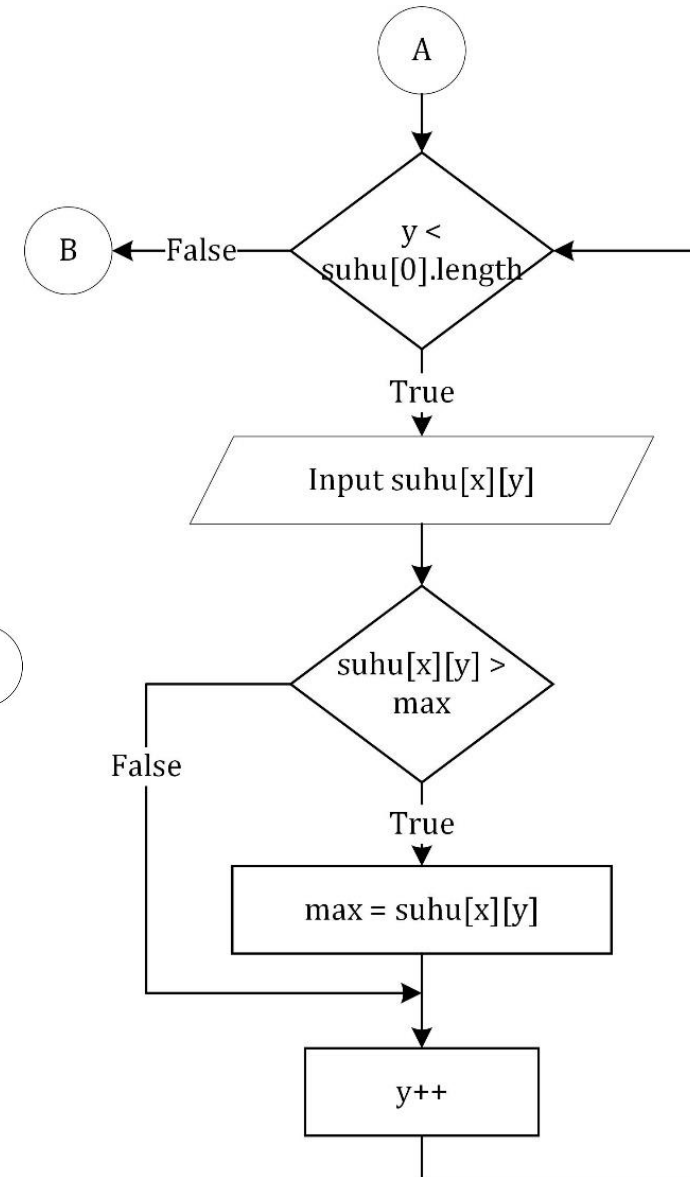 A
y <
suhu[0].length
B
False
True
Input suhu[x][y]
suhu[x][y] >
max
False
True
max = suhu[x][y]
y++